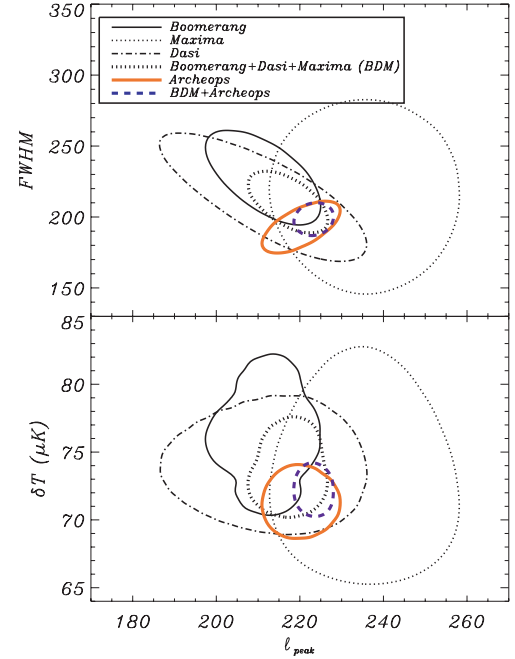 350
300
250
200
150
FWHM
Boomerang
Maxima
Dasi
Boomerang+Dasi+Maxima (BDM)
Archeops
BDM+Archeops
85
80
75
70
65
δT (μK)
180 200 220 240 260
ℓ peak